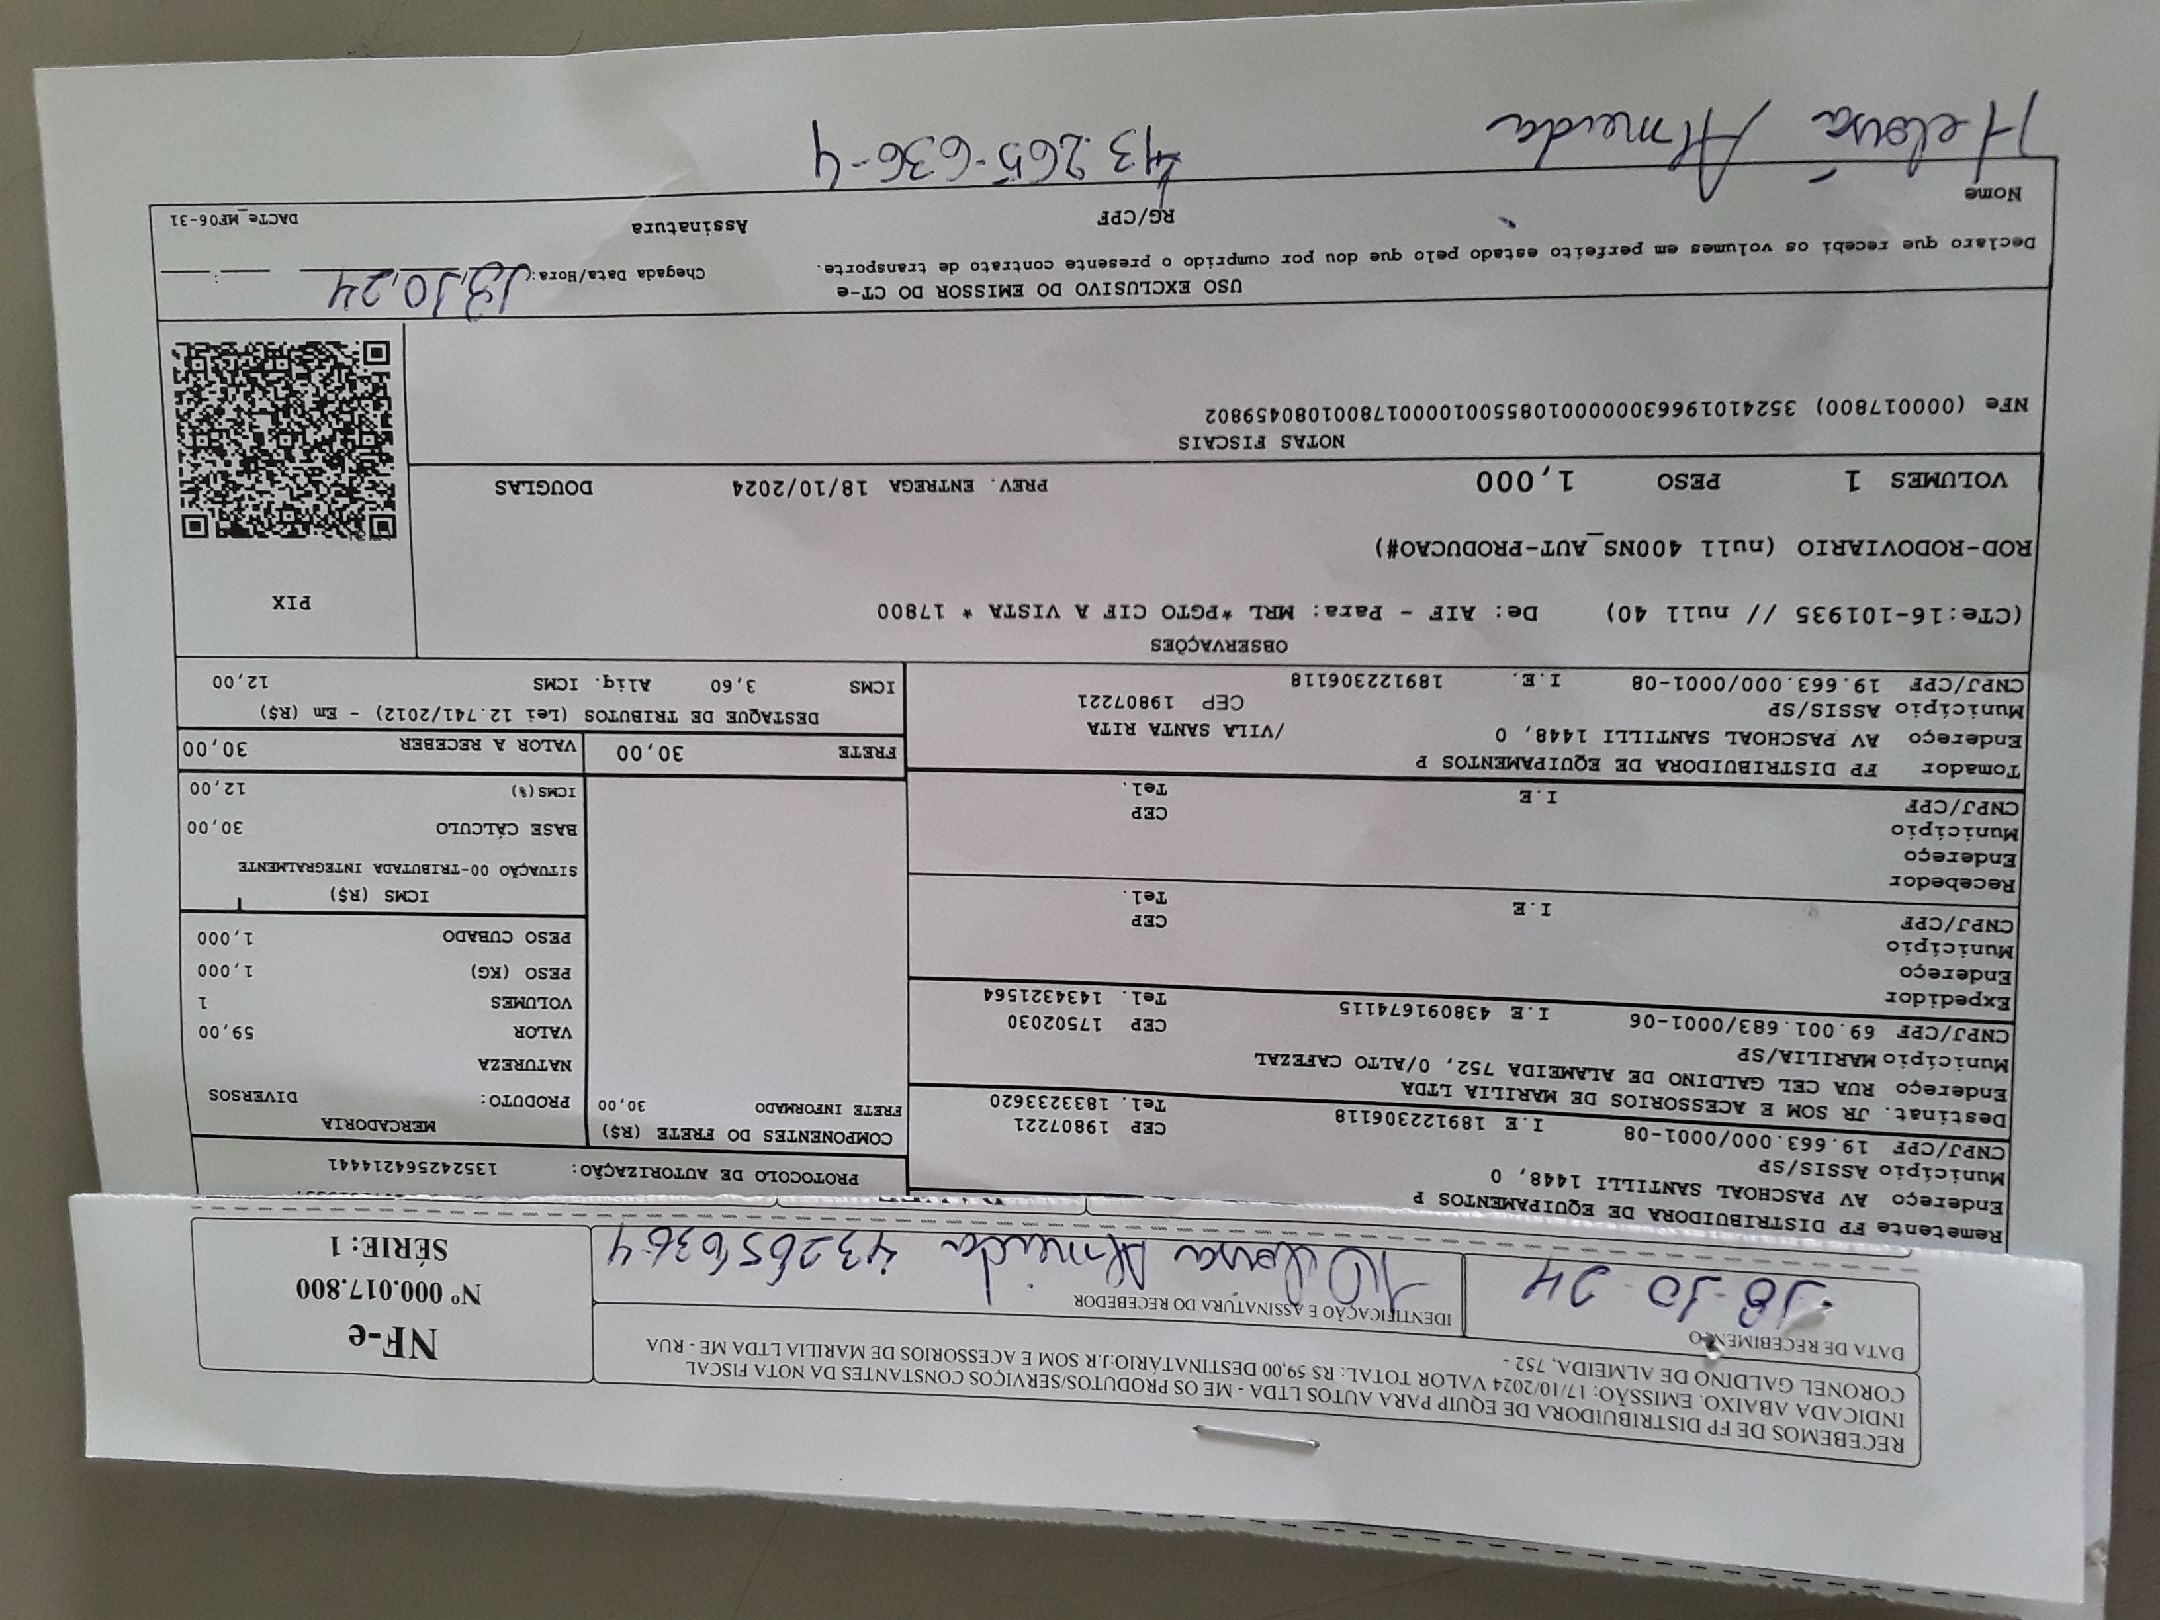 RECEBEMOS DE FP DISTRIBUIDORA DE EQUIP PARA AUTOS LTDA - ME OS PRODUTOS/SERVIÇOS CONSTANTES DA NOTA FISCAL
INDICADA ABAIXO. EMISSÃO: 17/10/2024 VALOR TOTAL: R$ 59,00 DESTINATÁRIO:J.R SOM E ACESSORIOS DE MARILIA LTDA ME - RUA
CORONEL GALDINO DE ALMEIDA, 752 -
DATA DE RECEBIMENTO
18-10-24
IDENTIFICAÇÃO E ASSINATURA DO RECEBEDOR
Heloisa Almeida 432656364
NF-e
Nº 000.017.800
SÉRIE: 1
Remetente FP DISTRIBUIDORA DE EQUIPAMENTOS P
Endereço AV PASCHOAL SANTILLI 1448, 0
Município ASSIS/SP CEP 19807221
CNPJ/CPF 19.663.000/0001-08 I.E 189122306118 Tel. 1833233620
Destinat. JR SOM E ACESSORIOS DE MARILIA LTDA
Endereço RUA CEL GALDINO DE ALAMEIDA 752, 0/ALTO CAFEZAL
Município MARILIA/SP CEP 17502030
CNPJ/CPF 69.001.683/0001-06 I.E 438091674115 Tel. 1434321564
Expedidor
Endereço
Município CEP
CNPJ/CPF I.E Tel.
Recebedor
Endereço
Município CEP
CNPJ/CPF I.E Tel.
Tomador FP DISTRIBUIDORA DE EQUIPAMENTOS P
Endereço AV PASCHOAL SANTILLI 1448, 0 /VILA SANTA RITA
Município ASSIS/SP CEP 19807221
CNPJ/CPF 19.663.000/0001-08 I.E. 189122306118
PROTOCOLO DE AUTORIZAÇÃO: 135242564214441
COMPONENTES DO FRETE (R$)
FRETE INFORMADO 30,00
MERCADORIA
PRODUTO: DIVERSOS
NATUREZA
VALOR 59,00
VOLUMES 1
PESO (KG) 1,000
PESO CUBADO 1,000
ICMS (R$)
SITUAÇÃO 00-TRIBUTADA INTEGRALMENTE
BASE CÁLCULO 30,00
ICMS(%) 12,00
FRETE 30,00 VALOR A RECEBER 30,00
DESTAQUE DE TRIBUTOS (Lei 12.741/2012) - Em (R$)
ICMS 3,60 Aliq. ICMS 12,00
OBSERVAÇÕES
(CTe:16-101935 // null 40) De: AIF - Para: MRL *PGTO CIF A VISTA * 17800
ROD-RODOVIARIO (null 400NS_AUT-PRODUCAO#)
PIX
VOLUMES 1 PESO 1,000 PREV. ENTREGA 18/10/2024 DOUGLAS
NOTAS FISCAIS
NFe (000017800) 35241019663000000108550010000178001080459802
USO EXCLUSIVO DO EMISSOR DO CT-e
Declaro que recebi os volumes em perfeito estado pelo que dou por cumprido o presente contrato de transporte.
Chegada Data/Hora: 18,10,24 :
Nome RG/CPF Assinatura DACTe_MF06-31
Heloisa Almeida 43.265.636-4